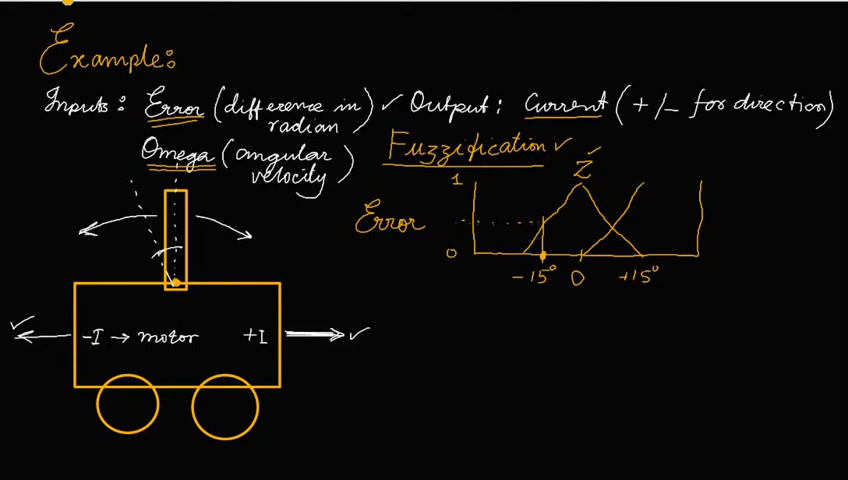 Example:
Inputs: Error (difference in radian) ✓ Output: Current (+/- for direction)
Omega (angular velocity)
Fuzzification ✓
Z
1
Error
0
-15° 0 +15°
-I → motor +I